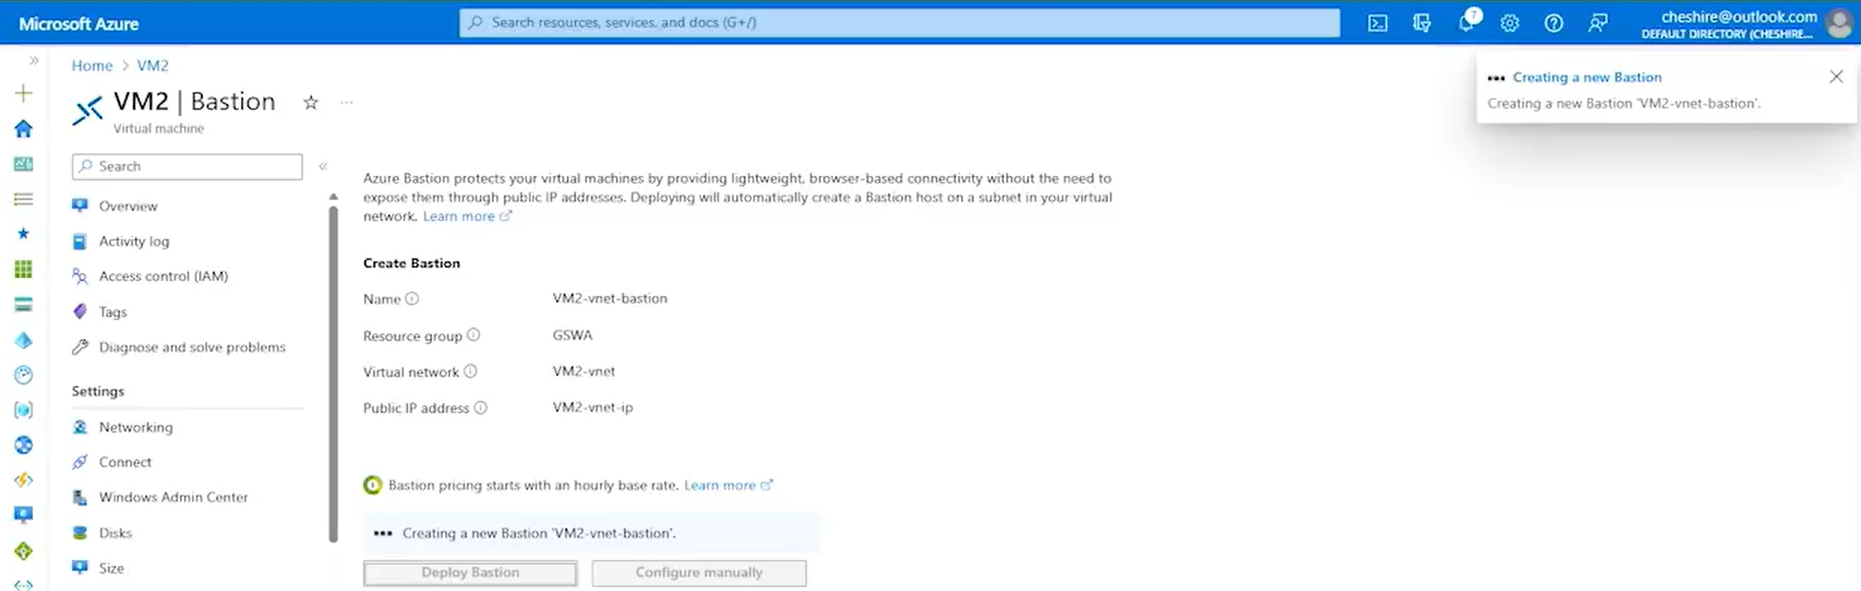 Microsoft Azure
Search resources, services, and docs (G+/)
7
cheshire@outlook.com
DEFAULT DIRECTORY (CHESHIRE...
Home > VM2
VM2 | Bastion
Virtual machine
Creating a new Bastion
Creating a new Bastion 'VM2-vnet-bastion'.
Search
Overview
Activity log
Access control (IAM)
Tags
Diagnose and solve problems
Settings
Networking
Connect
Windows Admin Center
Disks
Size
Azure Bastion protects your virtual machines by providing lightweight, browser-based connectivity without the need to
expose them through public IP addresses. Deploying will automatically create a Bastion host on a subnet in your virtual
network. Learn more
Create Bastion
Name VM2-vnet-bastion
Resource group GSWA
Virtual network VM2-vnet
Public IP address VM2-vnet-ip
Bastion pricing starts with an hourly base rate. Learn more
Creating a new Bastion 'VM2-vnet-bastion'.
Deploy Bastion Configure manually